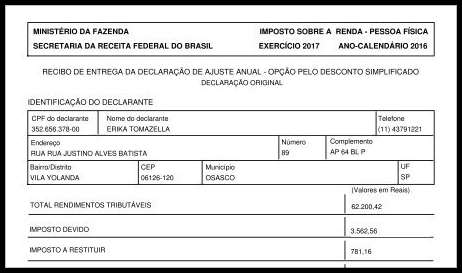 MINISTÉRIO DA FAZENDA IMPOSTO SOBRE A RENDA - PESSOA FÍSICA
SECRETARIA DA RECEITA FEDERAL DO BRASIL EXERCÍCIO 2017 ANO-CALENDÁRIO 2016
RECIBO DE ENTREGA DA DECLARAÇÃO DE AJUSTE ANUAL - OPÇÃO PELO DESCONTO SIMPLIFICADO
DECLARAÇÃO ORIGINAL
IDENTIFICAÇÃO DO DECLARANTE
CPF do declarante Nome do declarante Telefone
352.656.378-00 ERIKA TOMAZELLA (11) 43791221
Endereço Número Complemento
RUA RUA JUSTINO ALVES BATISTA 89 AP 64 BL P
Bairro/Distrito CEP Município UF
VILA YOLANDA 06126-120 OSASCO SP
(Valores em Reais)
TOTAL RENDIMENTOS TRIBUTÁVEIS 62.200,42
IMPOSTO DEVIDO 3.562,56
IMPOSTO A RESTITUIR 781,16